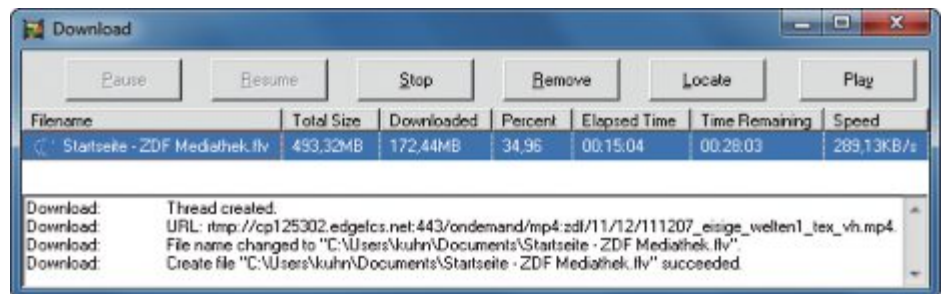 Download
Pause Resume Stop Remove Locate Play
Filename Total Size Downloaded Percent Elapsed Time Time Remaining Speed
Startseite - ZDF Mediathek.flv 493,32MB 172,44MB 34,96 00:15:04 00:28:03 289,13KB/s
Download: Thread created.
Download: URL: rtmp://cp125302.edgefcs.net:443/ondemand/mp4:zdf/11/12/111207_eisige_welten1_tex_vh.mp4.
Download: File name changed to "C:\Users\kuhn\Documents\Startseite - ZDF Mediathek.flv".
Download: Create file "C:\Users\kuhn\Documents\Startseite - ZDF Mediathek.flv" succeeded.